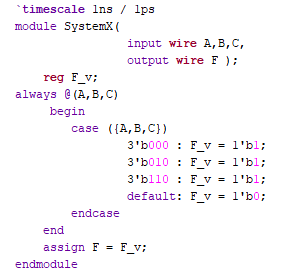 `timescale 1ns / 1ps
module SystemX(
input wire A,B,C,
output wire F );
reg F_v;
always @(A,B,C)
begin
case ({A,B,C})
3'b000 : F_v = 1'b1;
3'b010 : F_v = 1'b1;
3'b110 : F_v = 1'b1;
default: F_v = 1'b0;
endcase
end
assign F = F_v;
endmodule